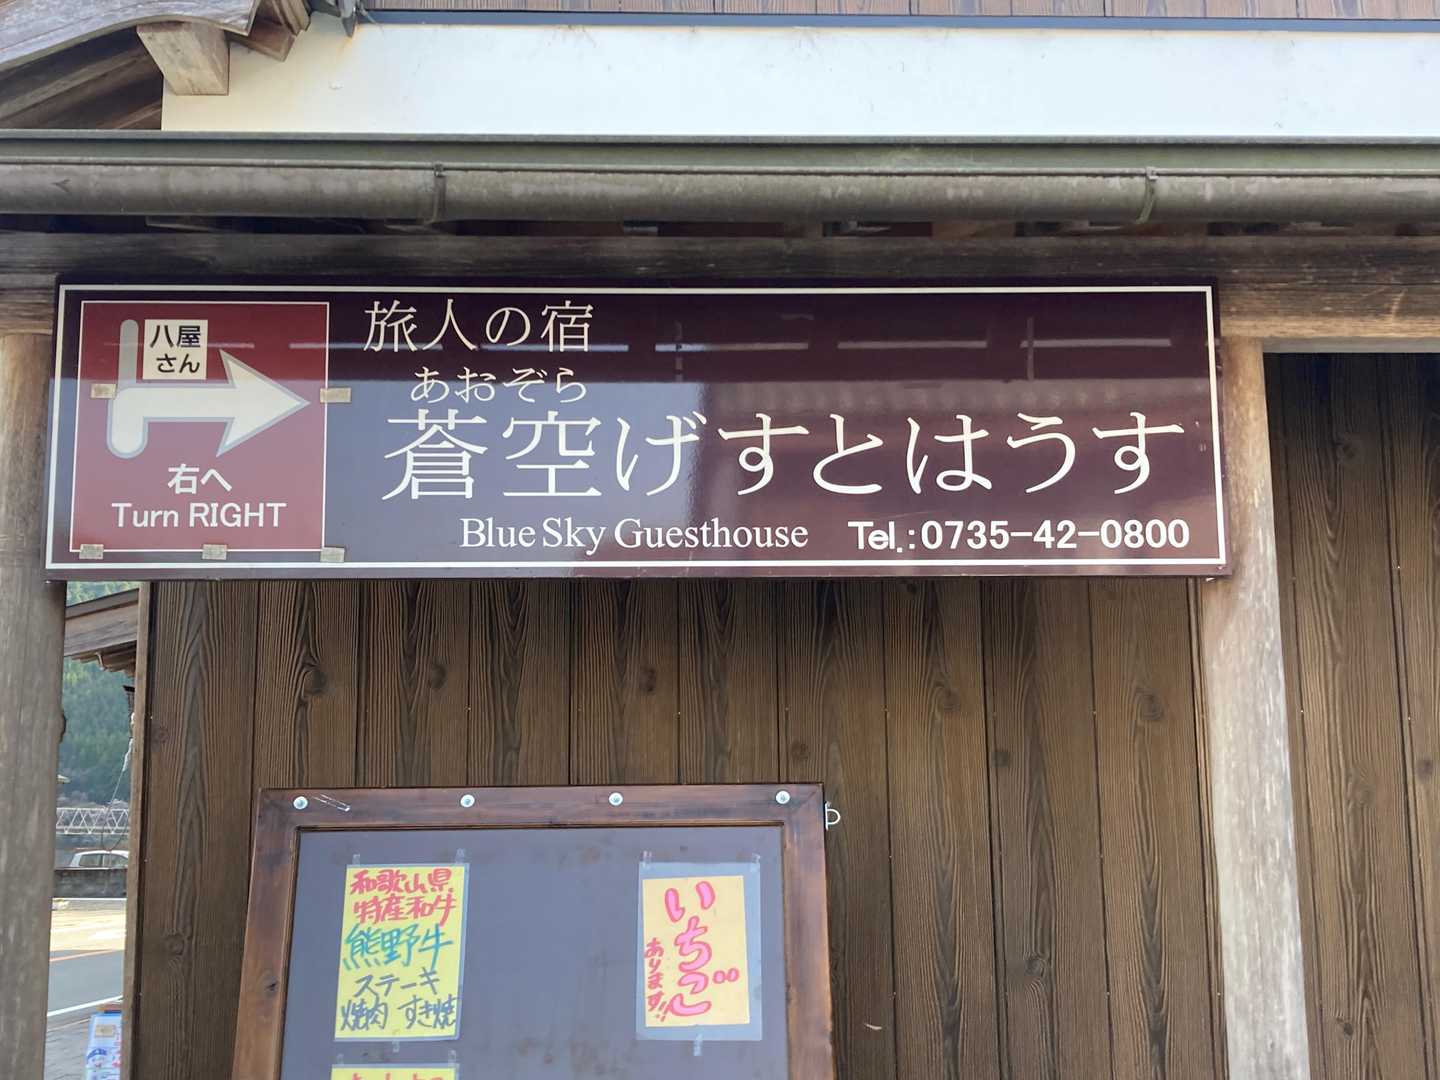 八屋
さん
右へ
Turn RIGHT
旅人の宿
あおぞら
蒼空げすとはうす
Blue Sky Guesthouse Tel.:0735-42-0800
和歌山県
特産和牛
熊野牛
ステーキ
焼肉 すき焼
いちご
あります!!